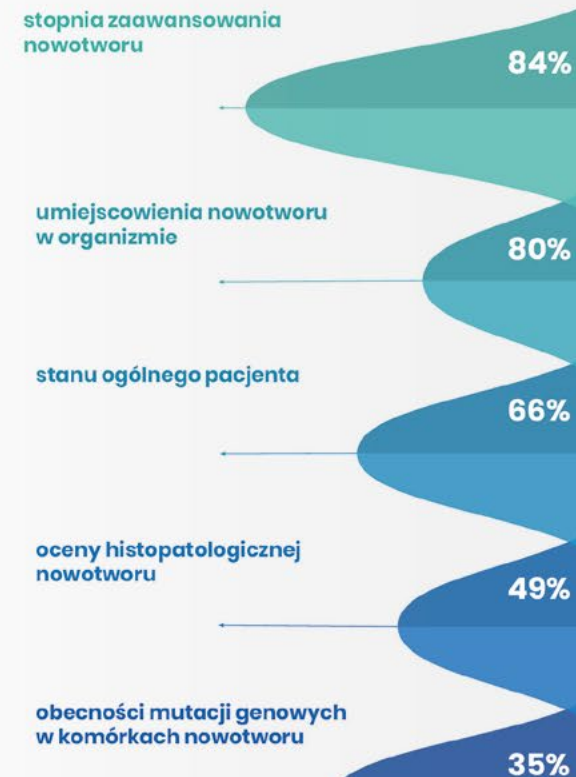 stopnia zaawansowania
nowotworu
84%
umiejscowienia nowotworu
w organizmie
80%
stanu ogólnego pacjenta
66%
oceny histopatologicznej
nowotworu
49%
obecności mutacji genowych
w komórkach nowotworu
35%